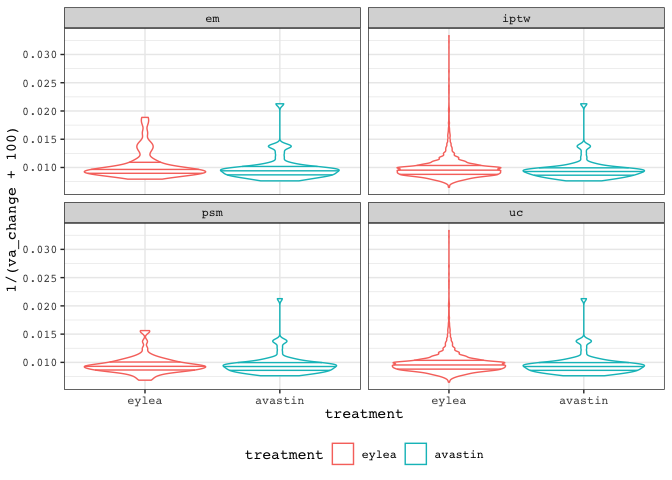 em
iptw
0.030
0.025
0.020
0.015
0.010
psm
uc
0.030
0.025
0.020
0.015
0.010
1/(va_change + 100)
eylea
avastin
eylea
avastin
treatment
treatment
eylea
avastin